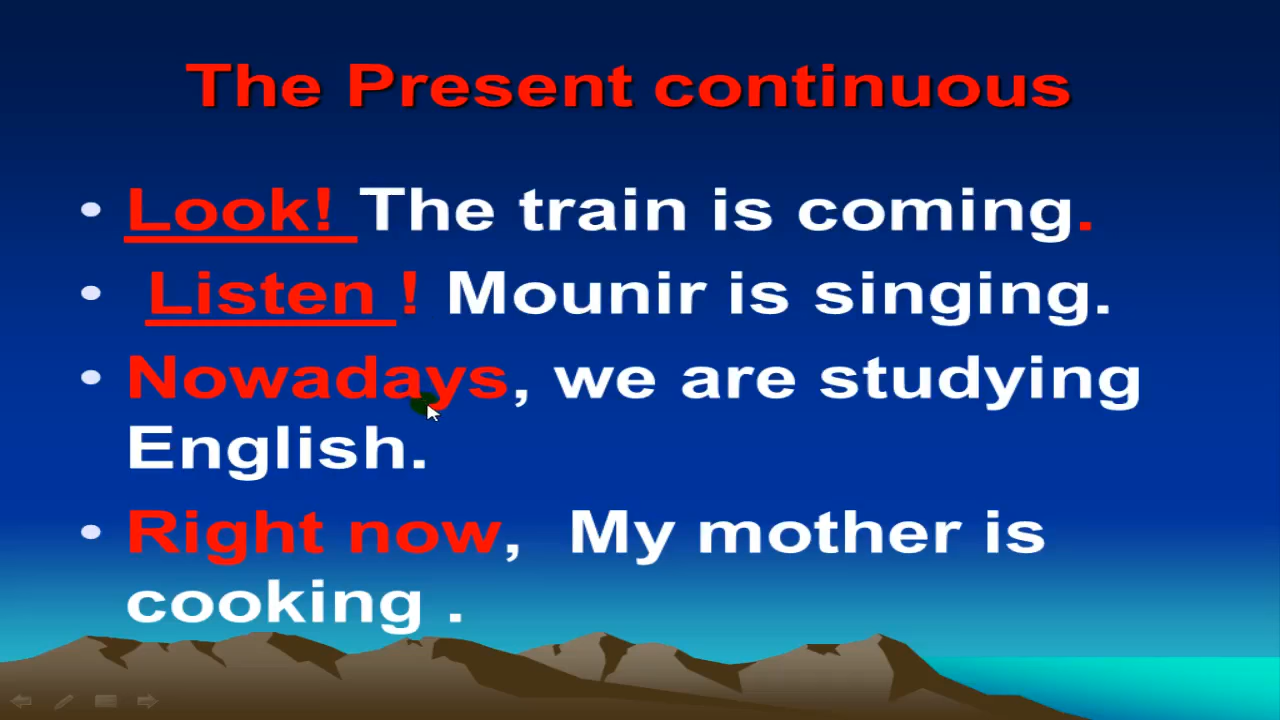 The Present continuous
• Look! The train is coming.
• Listen ! Mounir is singing.
• Nowadays, we are studying
English.
• Right now, My mother is
cooking .